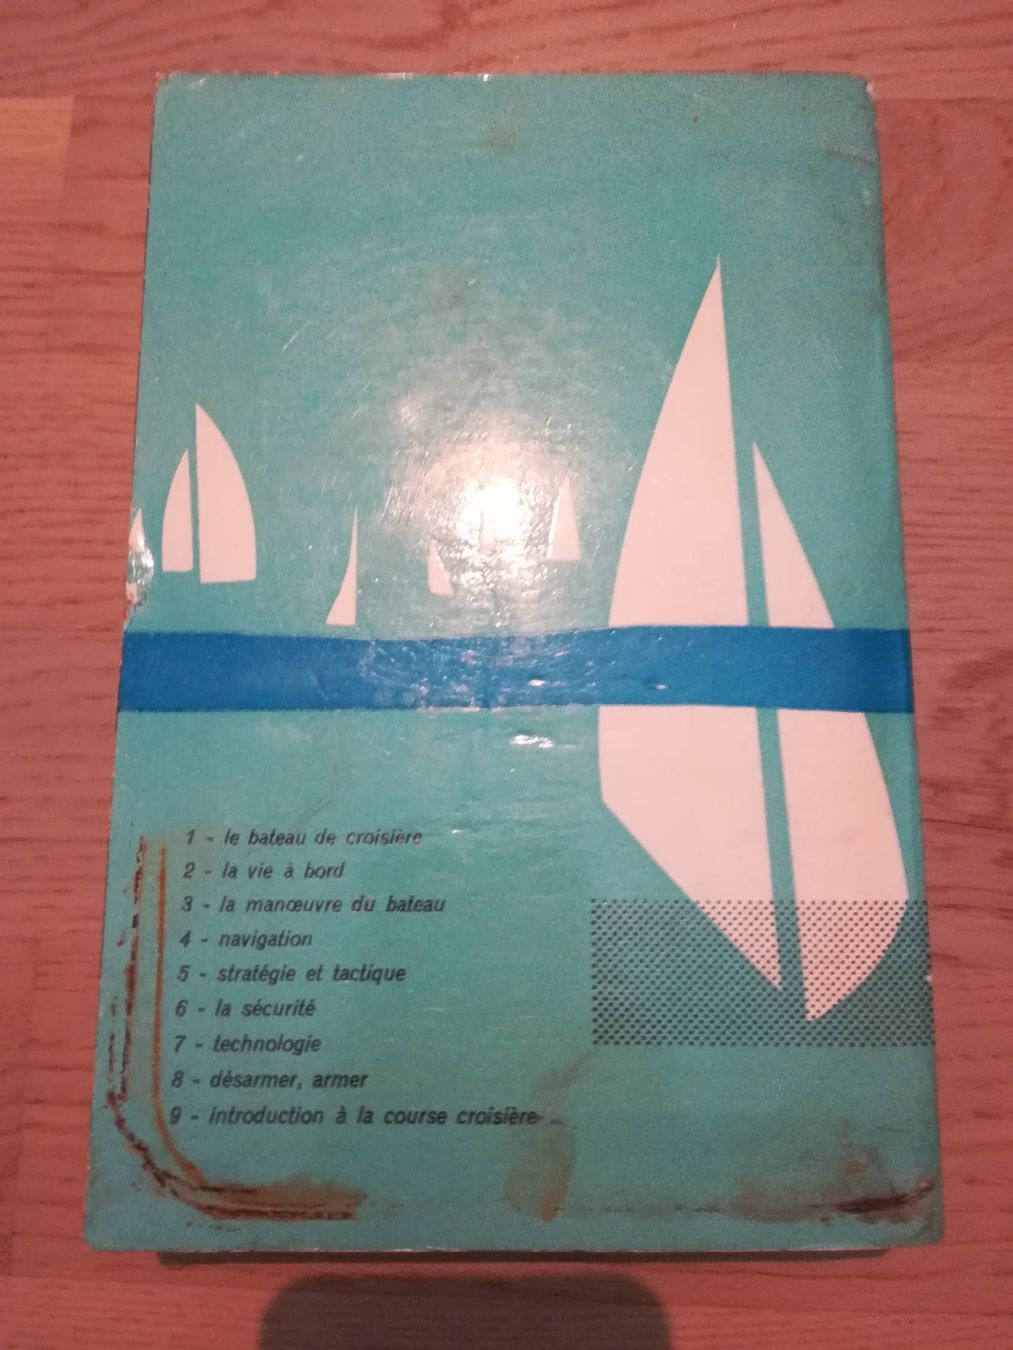 1 - le bateau de croisière
2 - la vie à bord
3 - la manœuvre du bateau
4 - navigation
5 - stratégie et tactique
6 - la sécurité
7 - technologie
8 - désarmer, armer
9 - introduction à la course croisière